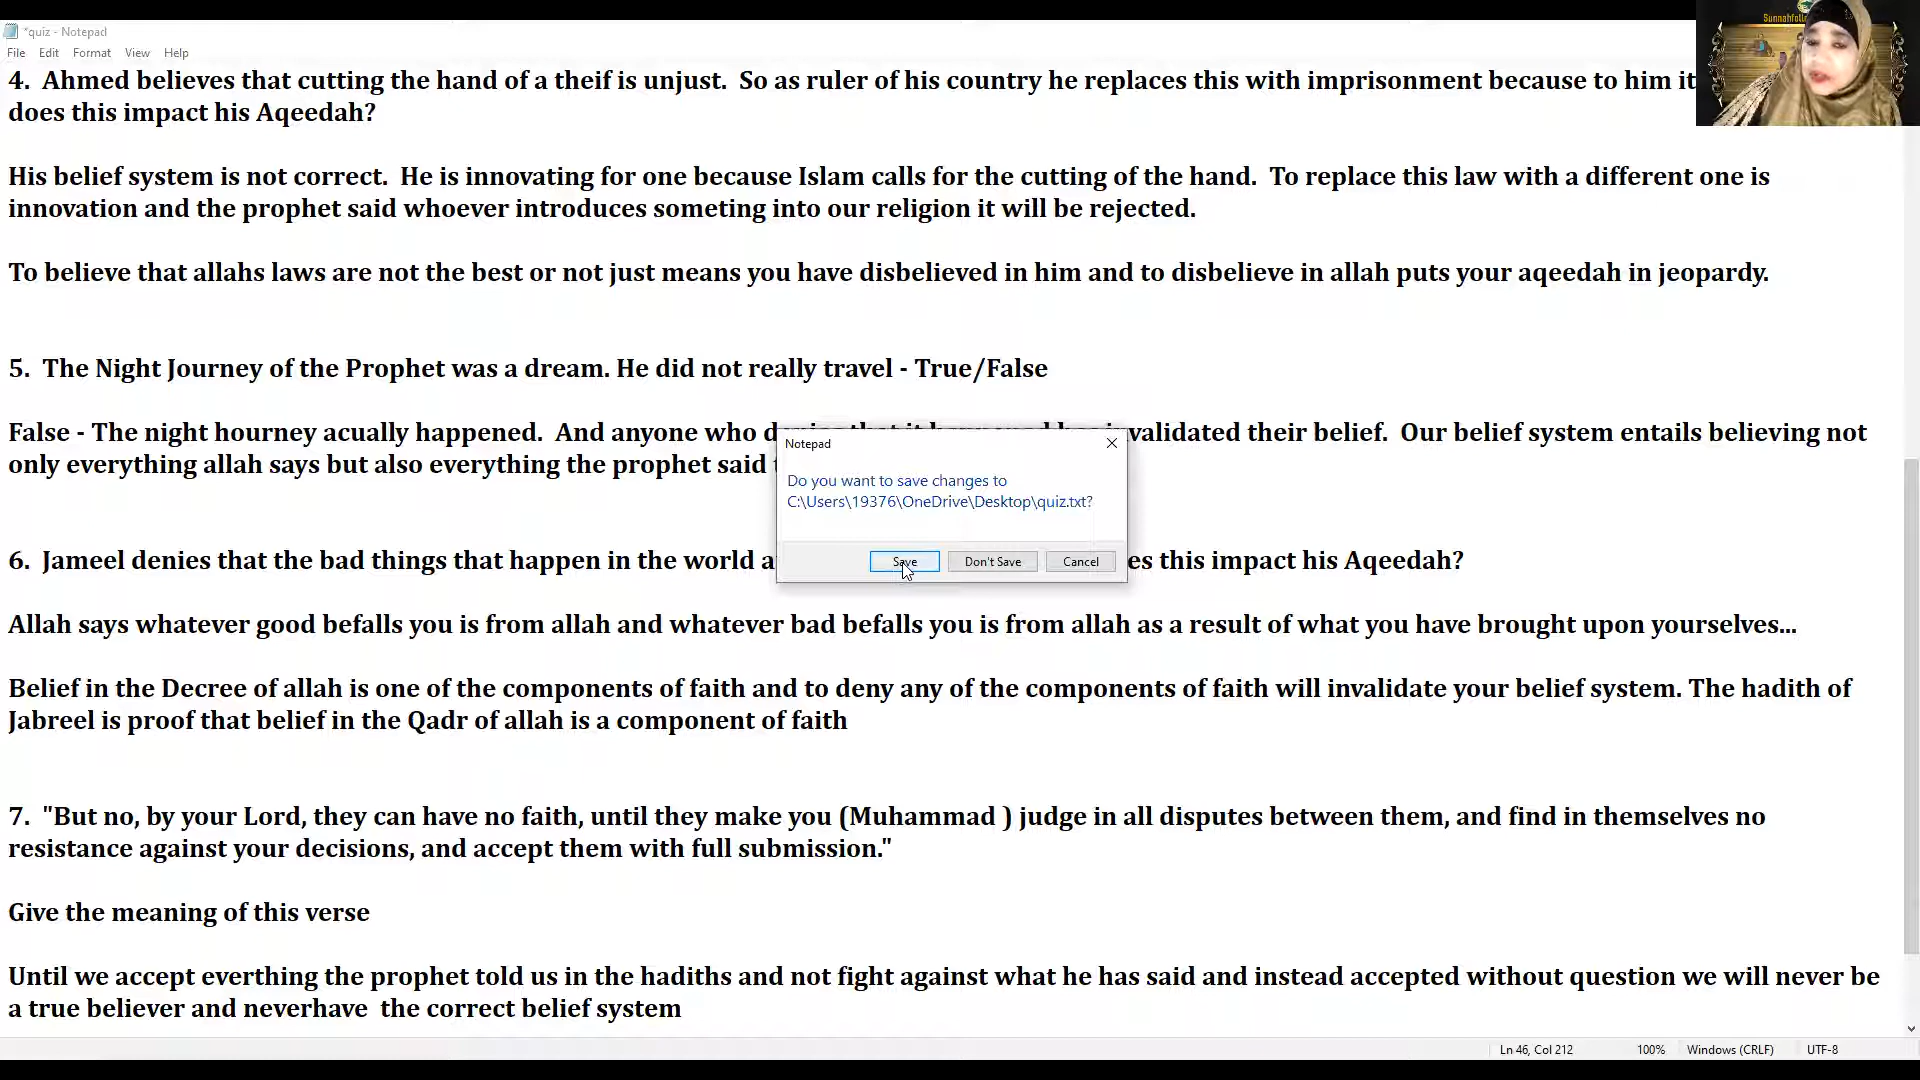 *quiz - Notepad
File Edit Format View Help
4. Ahmed believes that cutting the hand of a theif is unjust. So as ruler of his country he replaces this with imprisonment because to him it
does this impact his Aqeedah?
His belief system is not correct. He is innovating for one because Islam calls for the cutting of the hand. To replace this law with a different one is
innovation and the prophet said whoever introduces someting into our religion it will be rejected.
To believe that allahs laws are not the best or not just means you have disbelieved in him and to disbelieve in allah puts your aqeedah in jeopardy.
5. The Night Journey of the Prophet was a dream. He did not really travel - True/False
False - The night hourney acually happened. And anyone who validated their belief. Our belief system entails believing not
only everything allah says but also everything the prophet said
Notepad
Do you want to save changes to
C:\Users\19376\OneDrive\Desktop\quiz.txt?
Save Don't Save Cancel
6. Jameel denies that the bad things that happen in the world a es this impact his Aqeedah?
Allah says whatever good befalls you is from allah and whatever bad befalls you is from allah as a result of what you have brought upon yourselves...
Belief in the Decree of allah is one of the components of faith and to deny any of the components of faith will invalidate your belief system. The hadith of
Jabreel is proof that belief in the Qadr of allah is a component of faith
7. "But no, by your Lord, they can have no faith, until they make you (Muhammad ) judge in all disputes between them, and find in themselves no
resistance against your decisions, and accept them with full submission."
Give the meaning of this verse
Until we accept everthing the prophet told us in the hadiths and not fight against what he has said and instead accepted without question we will never be
a true believer and neverhave the correct belief system
Ln 46, Col 212 100% Windows (CRLF) UTF-8